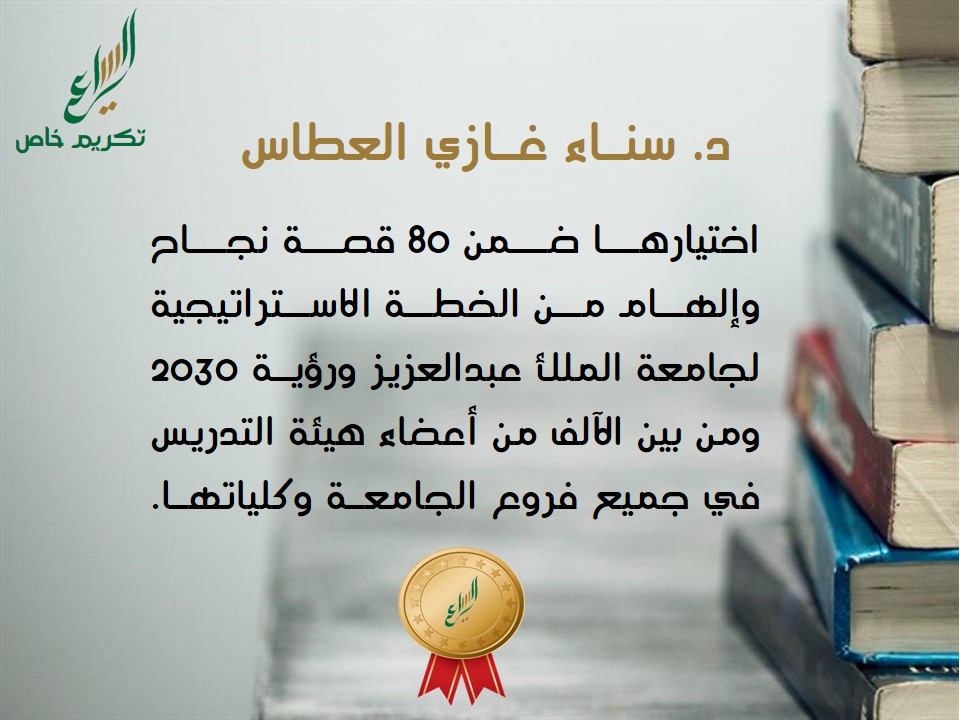 اليراع
تكريم خاص
د. سناء غازي العطاس
اختيارها ضمن 80 قصة نجاح
وإلهام من الخطة الاستراتيجية
لجامعة الملك عبدالعزيز ورؤية 2030
ومن بين الآلف من أعضاء هيئة التدريس
في جميع فروع الجامعة وكلياتها.
اليراع